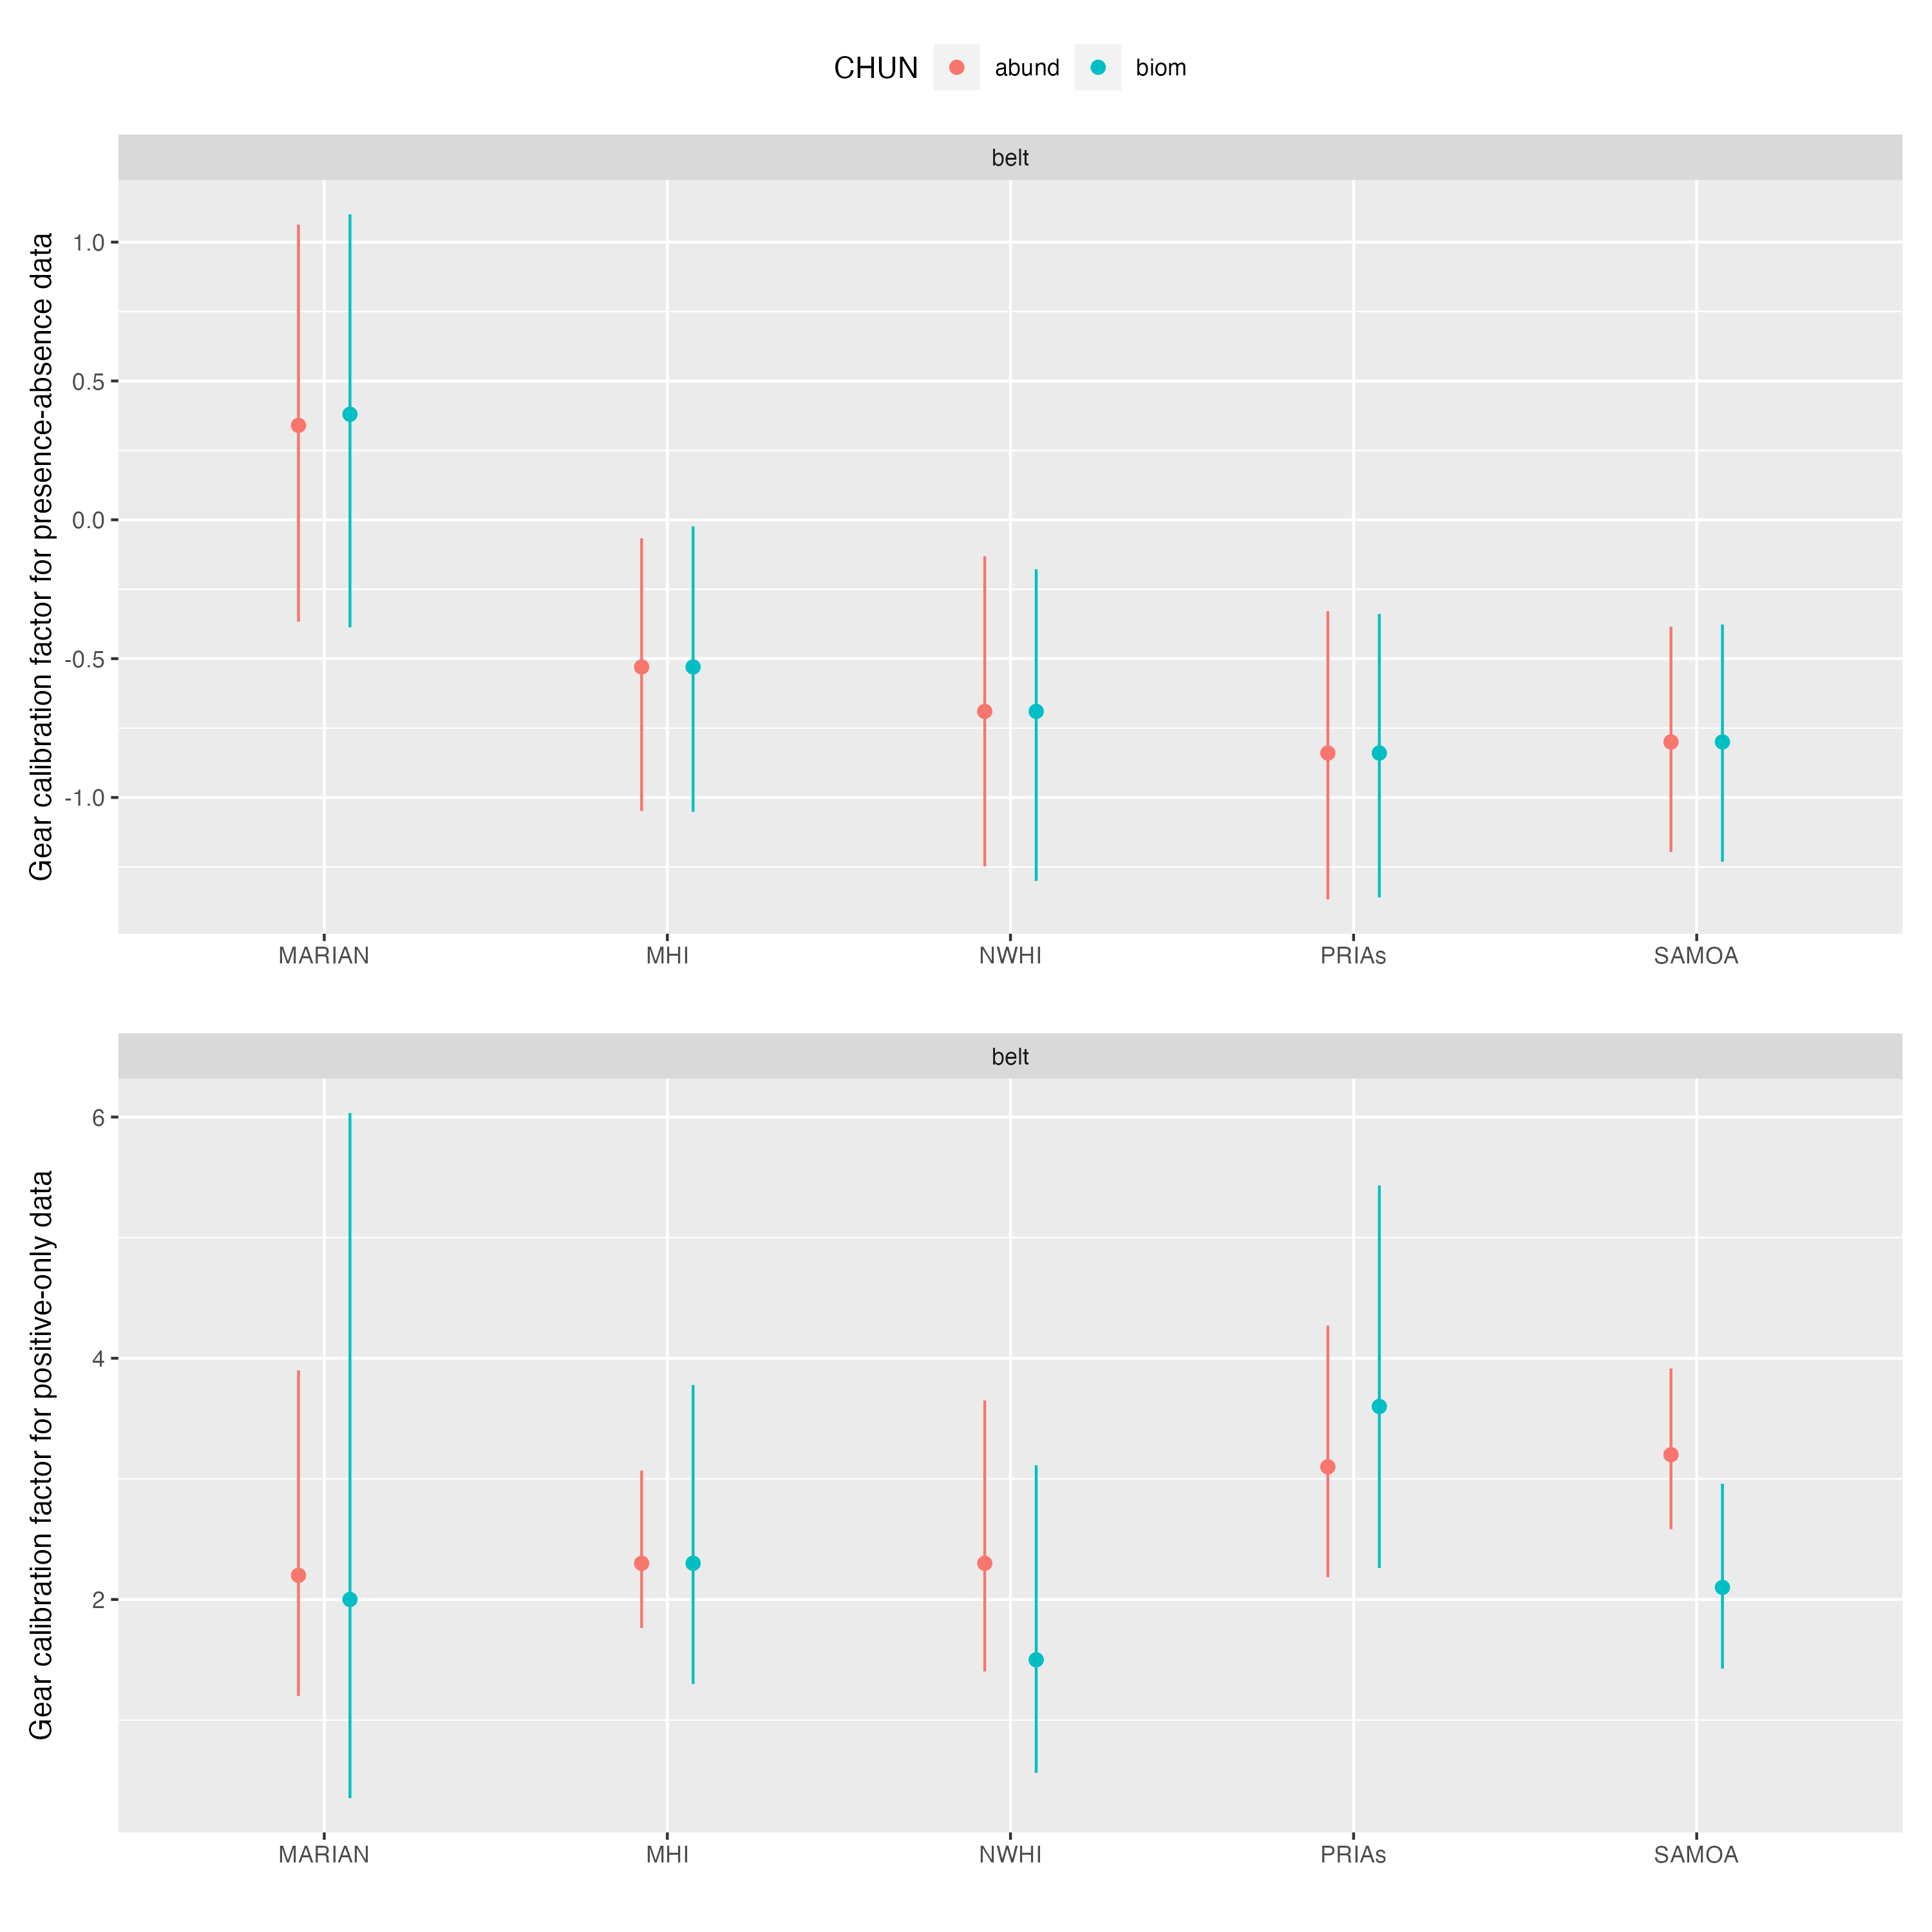 CHUN abund biom
belt
Gear calibration factor for presence-absence data
1.0
0.5
0.0
-0.5
-1.0
MARIAN MHI NWHI PRIAs SAMOA
belt
Gear calibration factor for positive-only data
6
4
2
MARIAN MHI NWHI PRIAs SAMOA